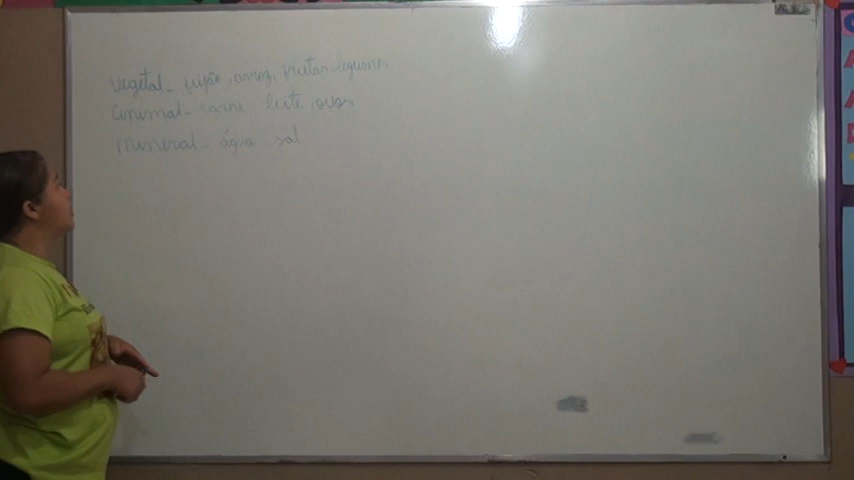 vegetal - feijão, arroz, frutas legumes
animal - carne leite, ovos
mineral - água sal